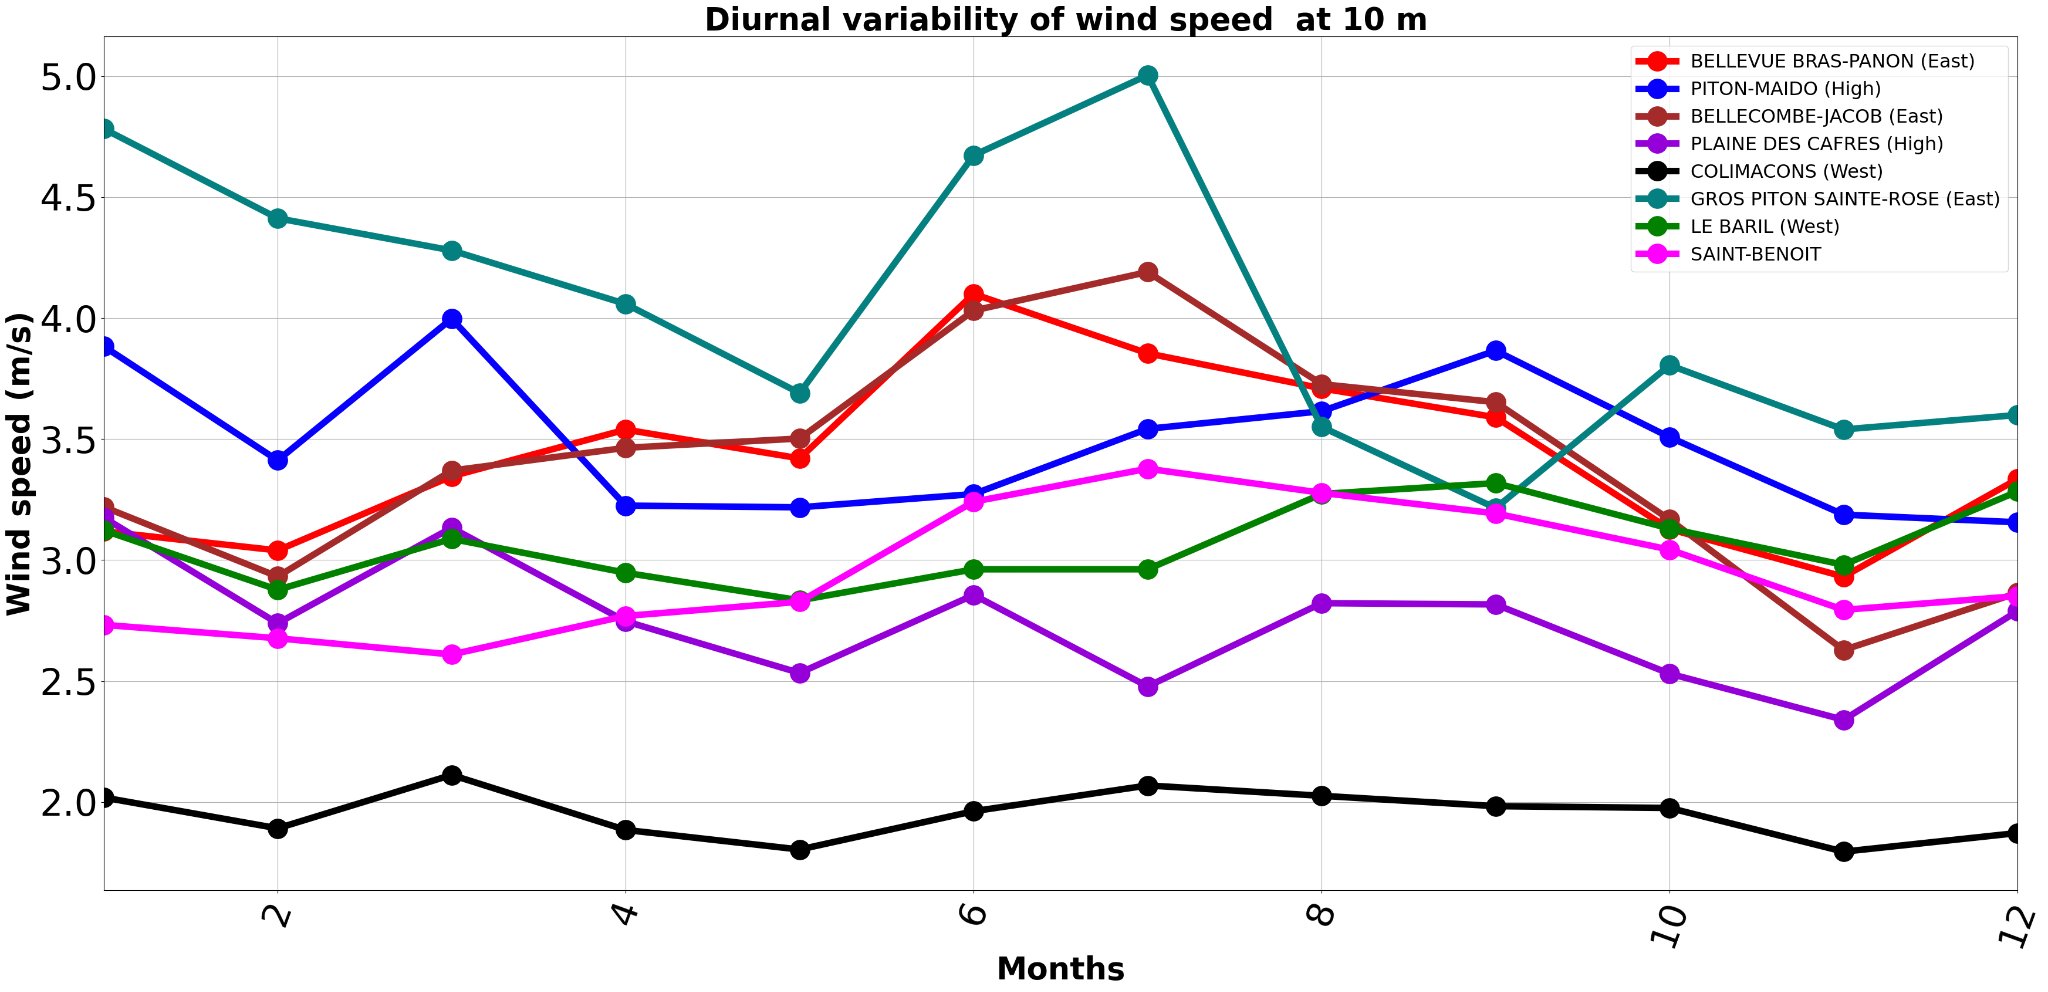 Diurnal variability of wind speed  at 10 m
BELLEVUE BRAS-PANON (East)
PITON-MAIDO (High)
BELLECOMBE-JACOB (East)
PLAINE DES CAFRES (High)
COLIMACONS (West)
GROS PITON SAINTE-ROSE (East)
LE BARIL (West)
SAINT-BENOIT
Wind speed (m/s)
5.0
4.5
4.0
3.5
3.0
2.5
2.0
2
4
6
8
10
12
Months